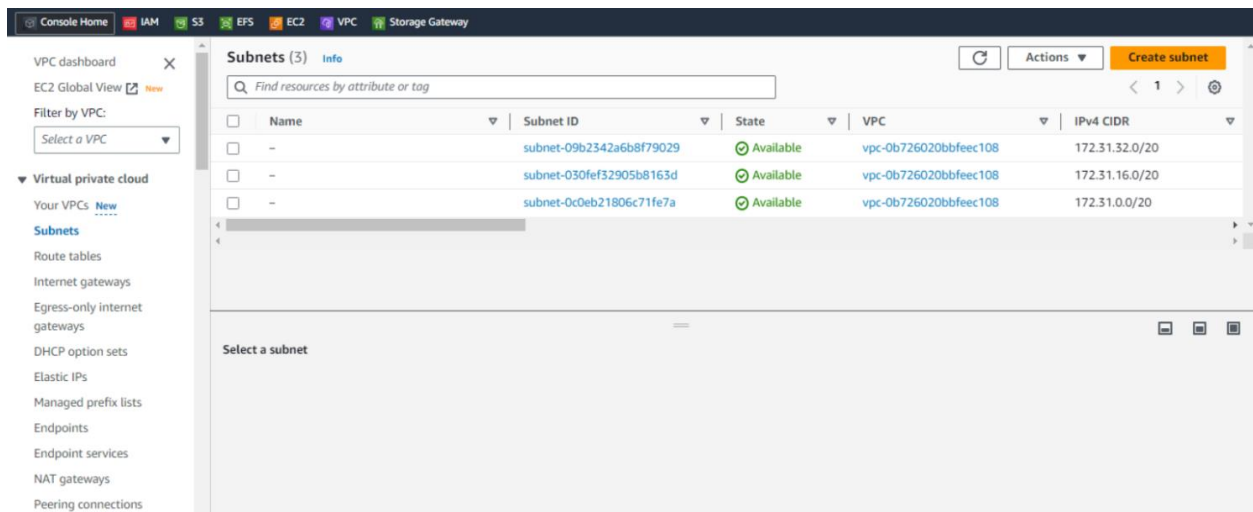 Console Home IAM S3 EFS EC2 VPC Storage Gateway
VPC dashboard
EC2 Global View New
Filter by VPC:
Select a VPC
Virtual private cloud
Your VPCs New
Subnets
Route tables
Internet gateways
Egress-only internet
gateways
DHCP option sets
Elastic IPs
Managed prefix lists
Endpoints
Endpoint services
NAT gateways
Peering connections
Subnets (3) Info
Actions
Create subnet
Find resources by attribute or tag
1
Name Subnet ID State VPC IPv4 CIDR
– subnet-09b2342a6b8f79029 Available vpc-0b726020bbfeec108 172.31.32.0/20
– subnet-030fef32905b8163d Available vpc-0b726020bbfeec108 172.31.16.0/20
– subnet-0c0eb21806c71fe7a Available vpc-0b726020bbfeec108 172.31.0.0/20
Select a subnet